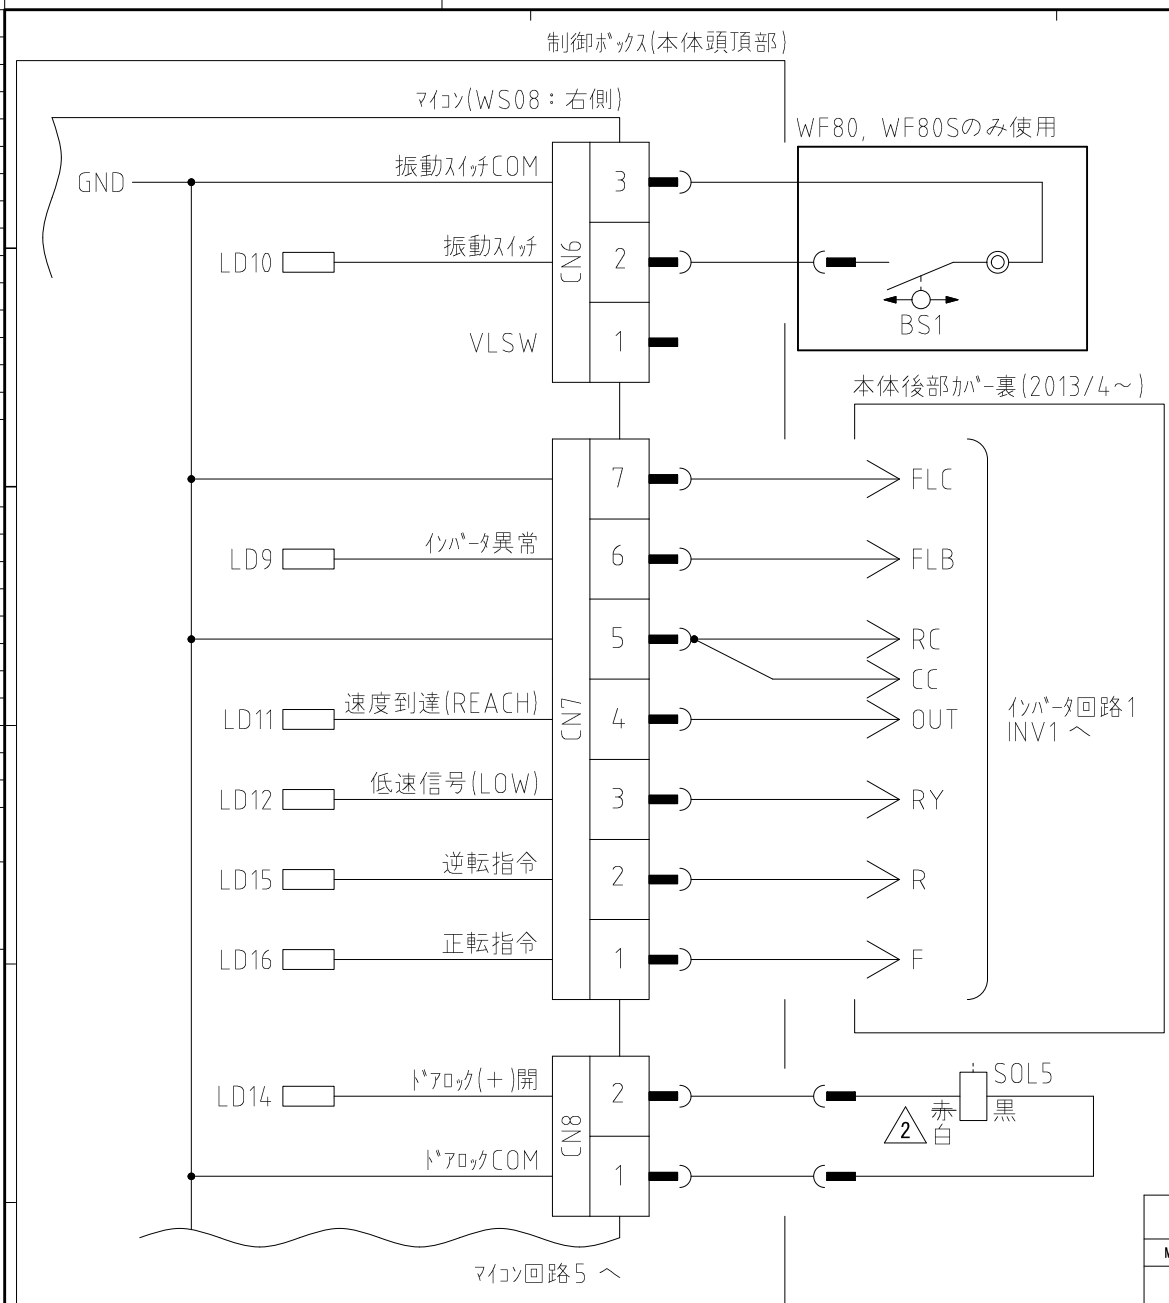 制御ﾎﾞｯｸｽ(本体頭頂部)
ﾏｲｺﾝ(WS08：右側)
WF80, WF80Sのみ使用
GND
振動ｽｲｯﾁCOM
3
LD10
振動ｽｲｯﾁ
CN6
2
BS1
VLSW
1
本体後部ｶﾊﾞｰ裏(2013/4～)
7
FLC
LD9
ｲﾝﾊﾞｰﾀ異常
6
FLB
5
RC
CC
LD11
速度到達(REACH)
CN7
4
OUT
ｲﾝﾊﾞｰﾀ回路1
INV1 へ
LD12
低速信号(LOW)
3
RY
LD15
逆転指令
2
R
LD16
正転指令
1
F
LD14
ﾄﾞｱﾛｯｸ(＋)開
2
SOL5
赤
黒
2
白
CN8
ﾄﾞｱﾛｯｸCOM
1
ﾏｲｺﾝ回路5 へ